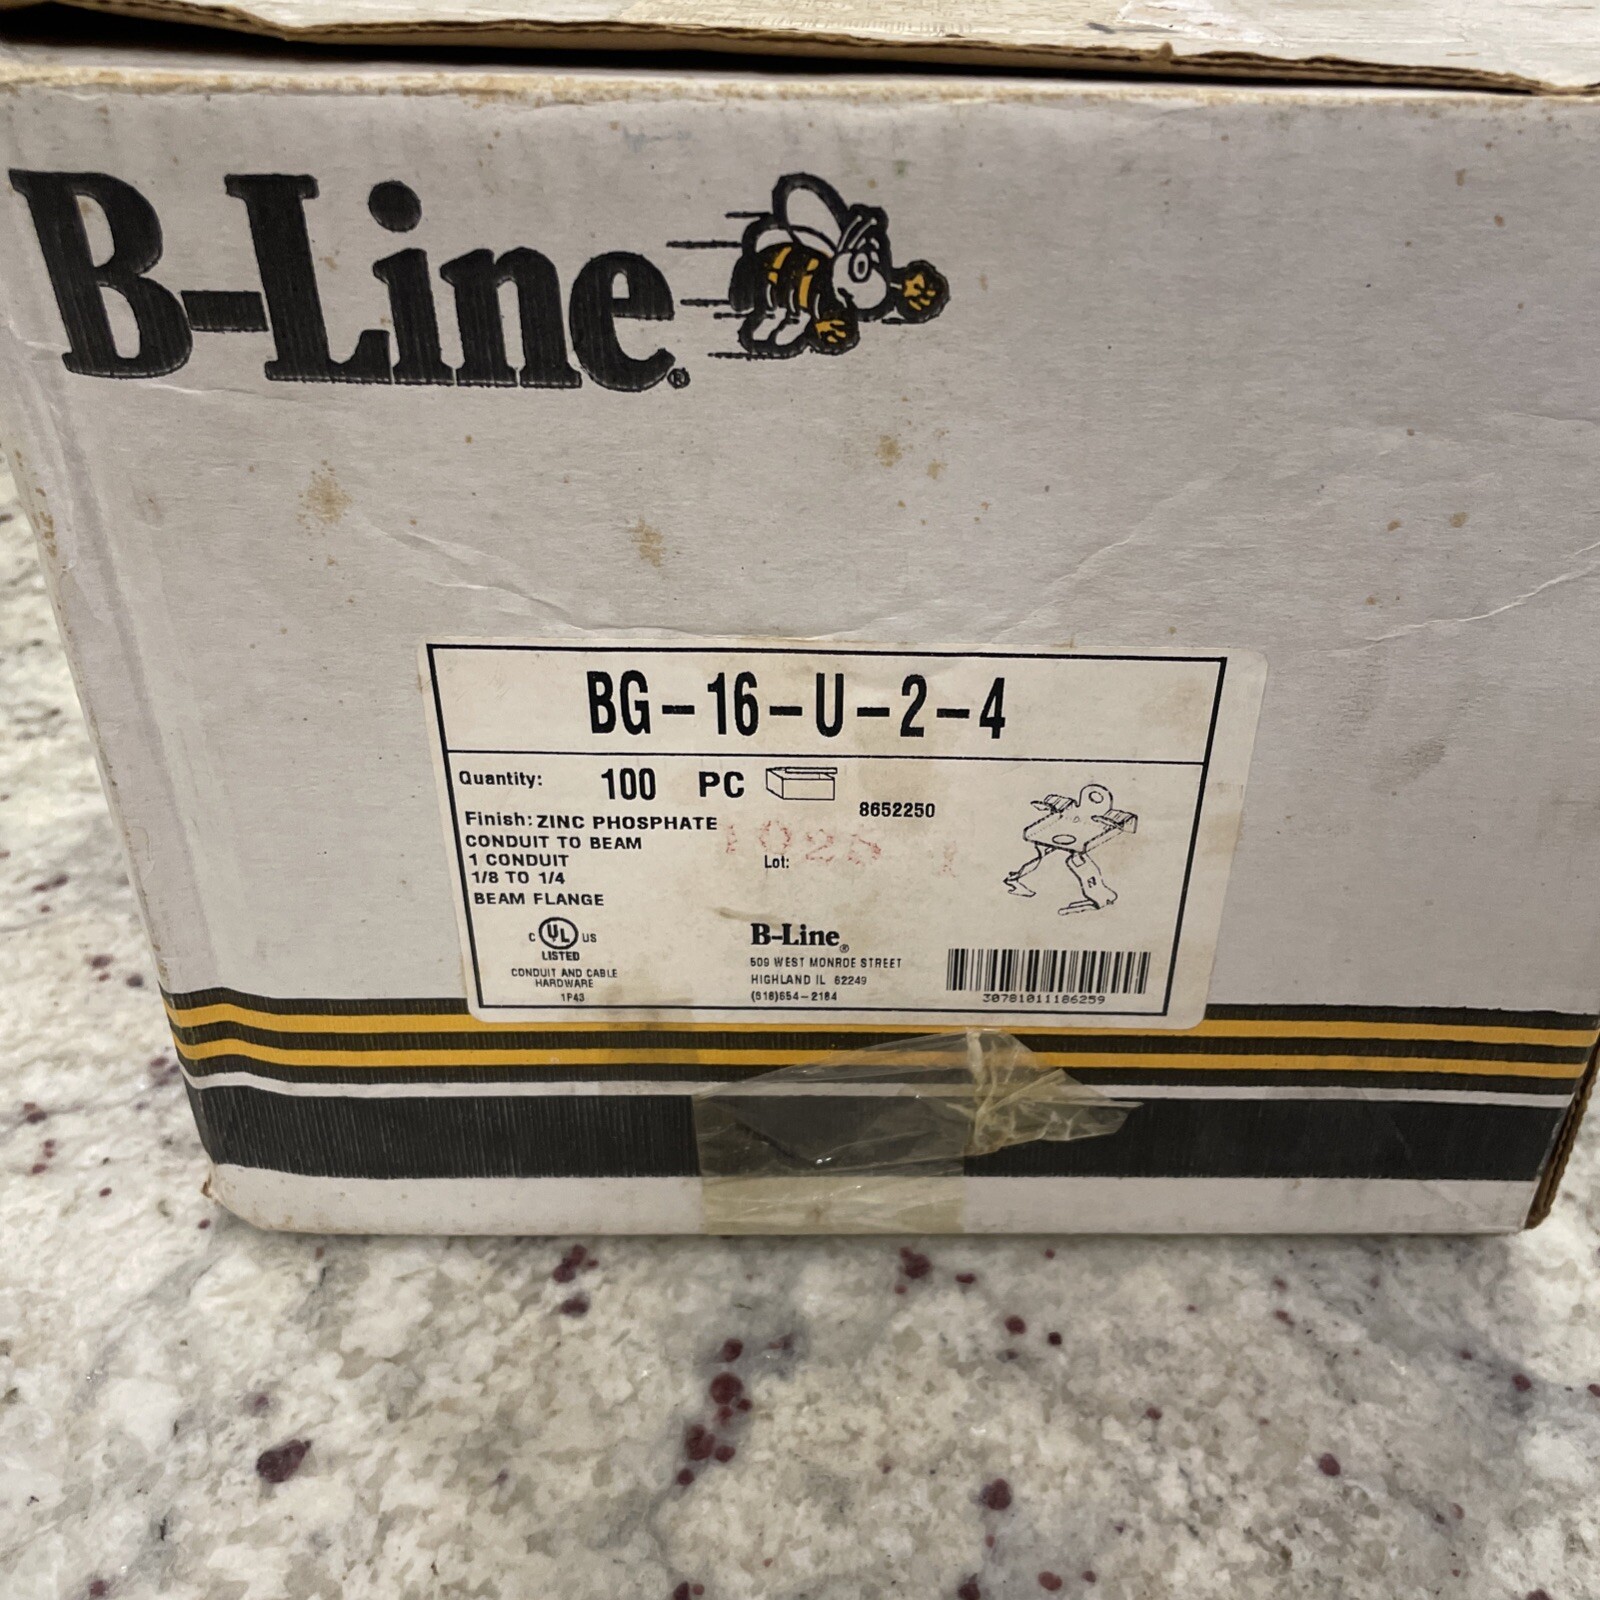 B-Line®
BG-16-U-2-4
Quantity: 100 PC
8652250
Finish: ZINC PHOSPHATE
CONDUIT TO BEAM
1 CONDUIT
Lot:
1/8 TO 1/4
BEAM FLANGE
C UL US
LISTED
CONDUIT AND CABLE
HARDWARE
1P43
B-Line®
509 WEST MONROE STREET
HIGHLAND IL 62249
(618)654-2184
30781011186259